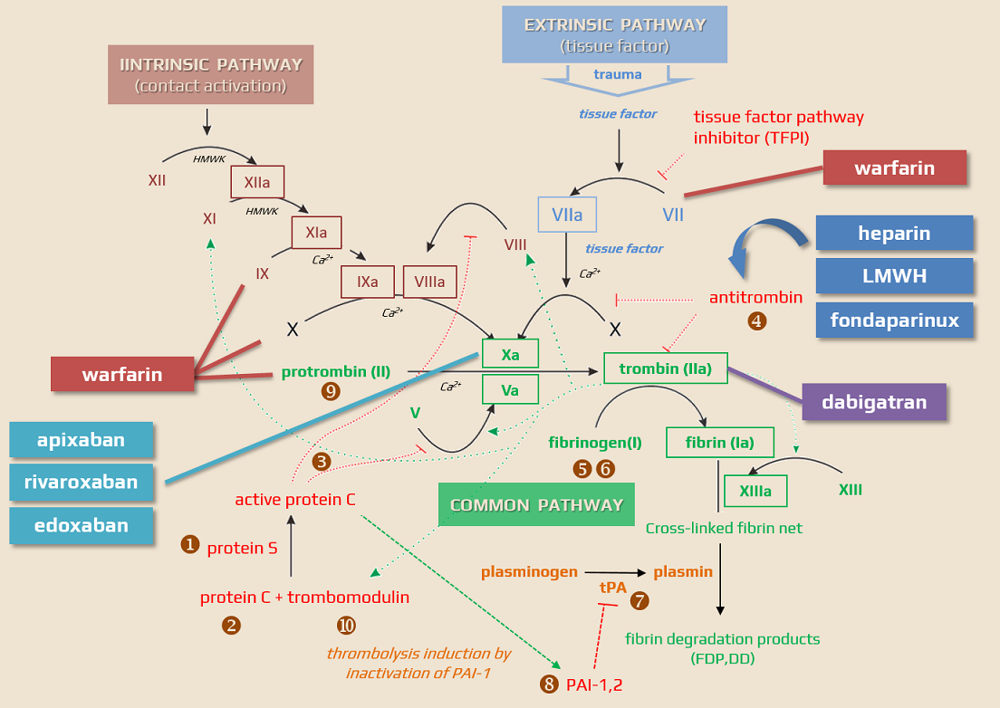 EXTRINSIC PATHWAY
(tissue factor)
trauma
IINTRINSIC PATHWAY
(contact activation)
tissue factor
tissue factor pathway
inhibitor (TFPI)
warfarin
HMWK
XII
XIIa
HMWK
XI
VIIa
VII
XIa
Ca2+
VIII
tissue factor
heparin
IX
IXa
VIIIa
Ca2+
LMWH
Ca2+
antitrombin
4
fondaparinux
X
X
Xa
warfarin
protrombin (II)
9
Ca2+
Va
trombin (IIa)
dabigatran
V
apixaban
rivaroxaban
edoxaban
fibrinogen(I)
5 6
fibrin (Ia)
3
XIIIa
XIII
active protein C
COMMON PATHWAY
Cross-linked fibrin net
1
protein S
plasminogen
plasmin
tPA
7
protein C + trombomodulin
2
10
fibrin degradation products
(FDP,DD)
thrombolysis induction by
inactivation of PAI-1
8
PAI-1,2